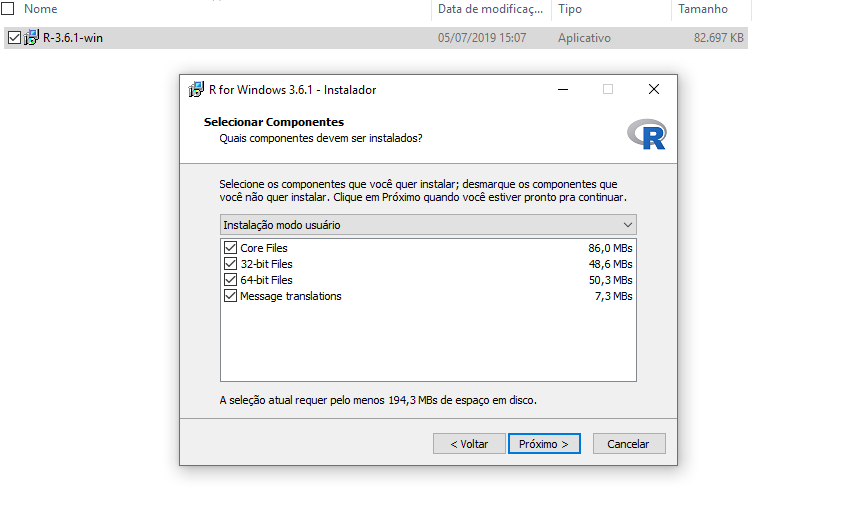 Nome Data de modificaç... Tipo Tamanho
R-3.6.1-win 05/07/2019 15:07 Aplicativo 82.697 KB
R for Windows 3.6.1 - Instalador
Selecionar Componentes
Quais componentes devem ser instalados?
R
Selecione os componentes que você quer instalar; desmarque os componentes que
você não quer instalar. Clique em Próximo quando você estiver pronto pra continuar.
Instalação modo usuário
Core Files 86,0 MBs
32-bit Files 48,6 MBs
64-bit Files 50,3 MBs
Message translations 7,3 MBs
A seleção atual requer pelo menos 194,3 MBs de espaço em disco.
< Voltar Próximo > Cancelar